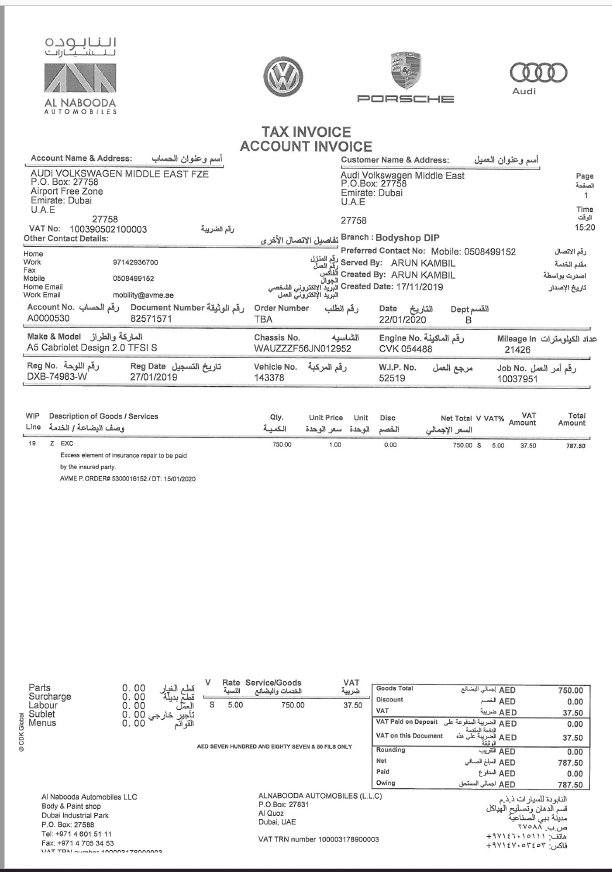 النابوده
للسيارات
AL NABOODA
AUTOMOBILES
PORSCHE
Audi
TAX INVOICE
ACCOUNT INVOICE
Account Name & Address: أسم وعنوان الحساب
Customer Name & Address: أسم وعنوان العميل
AUDI VOLKSWAGEN MIDDLE EAST FZE
P.O. Box: 27758
Airport Free Zone
Emirate: Dubai
U.A.E
27758
VAT No: 100390502100003 رقم الضريبة
Audi Volkswagen Middle East
P.O.Box: 27758
Emirate: Dubai
U.A.E
27758
Page
الصفحة
1
Time
الوقت
15:20
Other Contact Details: تفاصيل الاتصال الأخرى
Home رقم المنزل
Work 97142936700 رقم العمل
Fax الفاكس
Mobile 0508499152 الجوال
Home Email البريد الإلكتروني الشخصي
Work Email mobility@avme.ae البريد الإلكتروني العمل
Branch : Bodyshop DIP
Preferred Contact No: Mobile: 0508499152 رقم الاتصال
Served By: ARUN KAMBIL مقدم الخدمة
Created By: ARUN KAMBIL اصدرت بواسطة
Created Date: 17/11/2019 تاريخ الإصدار
Account No. رقم الحساب Document Number رقم الوثيقة Order Number رقم الطلب Date التاريخ Dept القسم
A0000530 82571571 TBA 22/01/2020 B
Make & Model الماركة والطراز Chassis No. الشاسيه Engine No. رقم الماكينة Mileage In عداد الكيلومترات
A5 Cabriolet Design 2.0 TFSI S WAUZZZF56JN012952 CVK 054488 21426
Reg No. رقم اللوحة Reg Date تاريخ التسجيل Vehicle No. رقم المركبة W.I.P. No. مرجع العمل Job No. رقم أمر العمل
DXB-74983-W 27/01/2019 143378 52519 10037951
WIP Description of Goods / Services Qty. Unit Price Unit Disc Net Total V VAT% VAT Amount Total Amount
Line وصف البضاعة / الخدمة الكمية سعر الوحدة الوحدة الخصم السعر الإجمالي
19 Z EXC 750.00 1.00 0.00 750.00 S 5.00 37.50 787.50
Excess element of insurance repair to be paid
by the insured party.
AVME P.ORDER# 5300016152 / DT: 15/01/2020
Parts 0.00 قطع الغيار
Surcharge 0.00 قطع بديلة
Labour 0.00 العمل
Sublet 0.00 تأجير خارجي
Menus 0.00 القوائم
V Rate Service/Goods VAT
النسبة الخدمات والبضائع ضريبة
S 5.00 750.00 37.50
AED SEVEN HUNDRED AND EIGHTY SEVEN & 50 FILS ONLY
Goods Total إجمالي البضائع AED 750.00
Discount الخصم AED 0.00
VAT ضريبة AED 37.50
VAT Paid on Deposit الضريبة المدفوعة على الدفعة المقدمة AED 0.00
VAT on this Document الضريبة على هذه الوثيقة AED 37.50
Rounding التقريب AED 0.00
Net المبلغ الصافي AED 787.50
Paid المدفوع AED 0.00
Owing إجمالي المستحق AED 787.50
© CDK Global
Al Nabooda Automobiles LLC
Body & Paint shop
Dubai Industrial Park
P.O. Box: 27588
Tel: +971 4 601 51 11
Fax: +971 4 705 34 53
VAT TRN number 100003178900003
ALNABOODA AUTOMOBILES (L.L.C)
P.O.Box: 27831
Al Quoz
Dubai, UAE
VAT TRN number 100003178900003
النابودة للسيارات ذ.ذ.م
قسم الدهان وتصليح الهياكل
مدينة دبي الصناعية
ص.ب. ٢٧٥٨٨
هاتف: ٩٧١٤٦٠١٥١١١+
فاكس: ٩٧١٤٧٠٥٣٤٥٣+